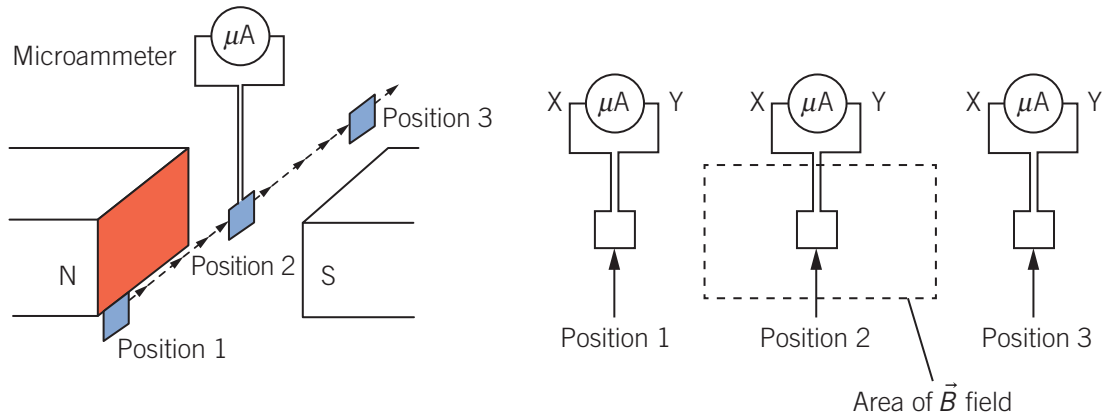 μA
Microammeter
Position 3
Position 2
N
S
Position 1
X μA Y
X μA Y
X μA Y
Position 1
Position 2
Position 3
Area of \vec{B} field